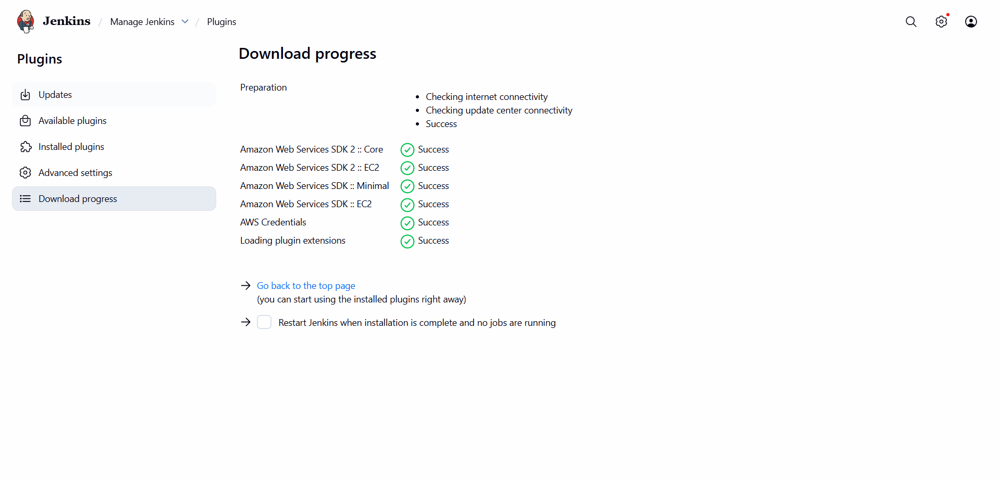 Jenkins / Manage Jenkins / Plugins
Plugins
Updates
Available plugins
Installed plugins
Advanced settings
Download progress
Download progress
Preparation
• Checking internet connectivity
• Checking update center connectivity
• Success
Amazon Web Services SDK 2 :: Core Success
Amazon Web Services SDK 2 :: EC2 Success
Amazon Web Services SDK :: Minimal Success
Amazon Web Services SDK :: EC2 Success
AWS Credentials Success
Loading plugin extensions Success
→ Go back to the top page
(you can start using the installed plugins right away)
→ Restart Jenkins when installation is complete and no jobs are running